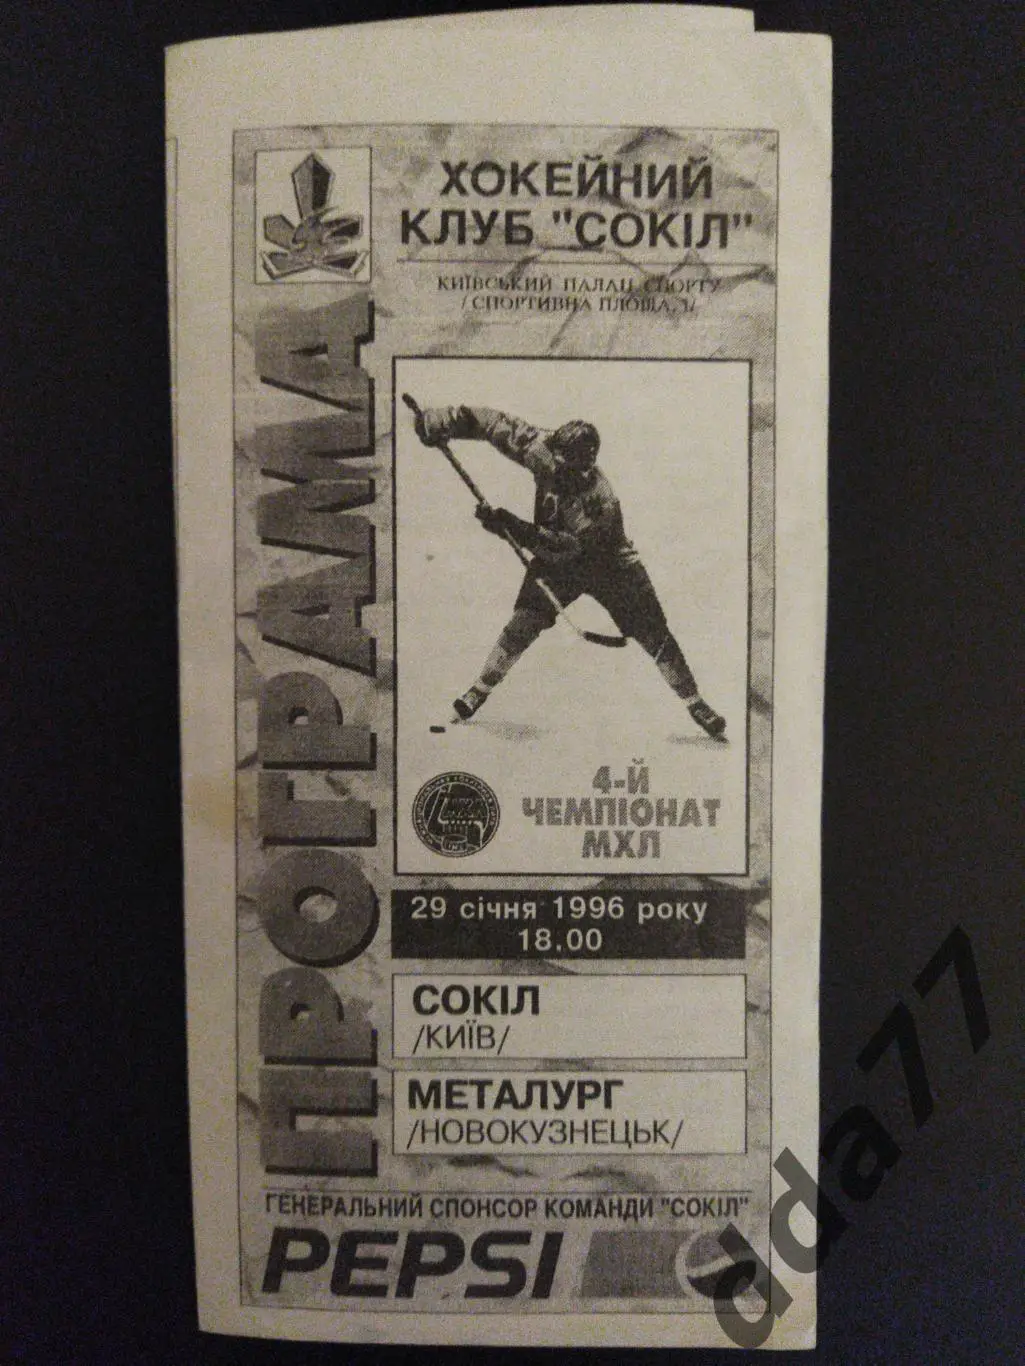 ХОКЕЙНИЙ
КЛУБ "СОКІЛ"
КИЇВСЬКИЙ ПАЛАЦ СПОРТУ
/СПОРТИВНА ПЛОЩА, 1/
ПРОГРАМА
4-Й
ЧЕМПІОНАТ
МХЛ
29 січня 1996 року
18.00
СОКІЛ
/КИЇВ/
МЕТАЛУРГ
/НОВОКУЗНЕЦЬК/
ГЕНЕРАЛЬНИЙ СПОНСОР КОМАНДИ "СОКІЛ"
PEPSI
dda77